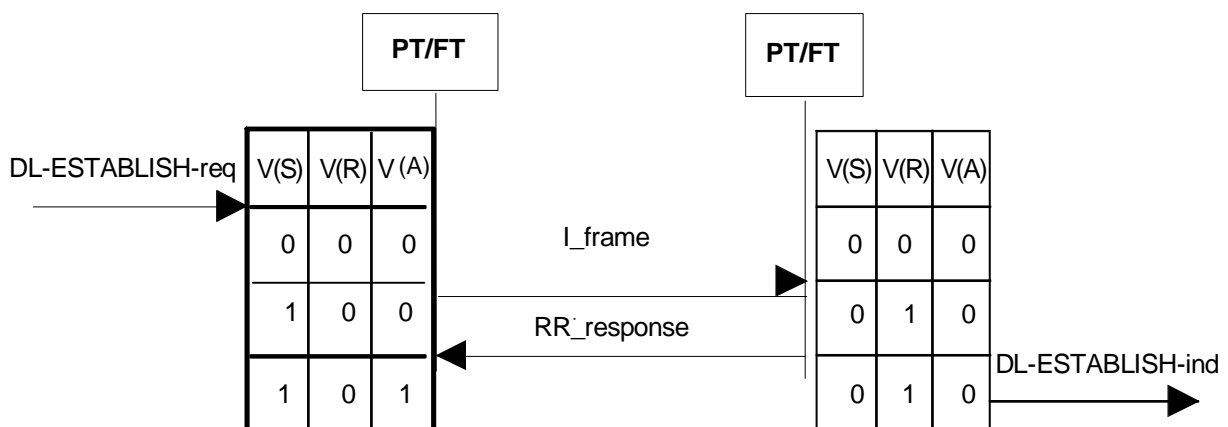 PT/FT
PT/FT
DL-ESTABLISH-req
V(S) V(R) V(A)
V(S) V(R) V(A)
0 0 0
I_frame
0 0 0
1 0 0
RR_response
0 1 0
1 0 1
0 1 0
DL-ESTABLISH-ind